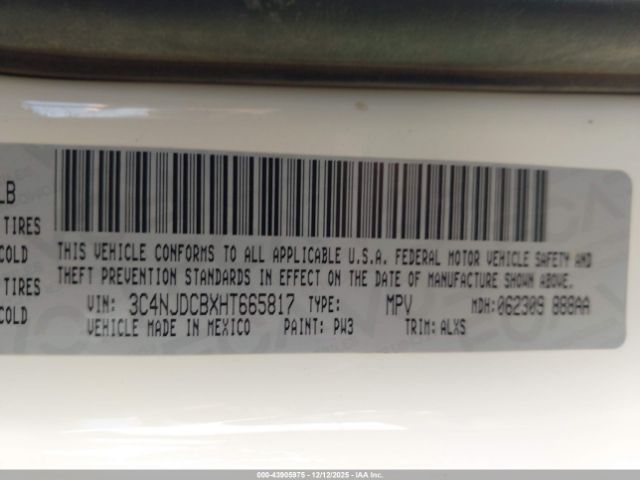 LB
TIRES
COLD
TIRES
COLD
THIS VEHICLE CONFORMS TO ALL APPLICABLE U.S.A. FEDERAL MOTOR VEHICLE SAFETY AND
THEFT PREVENTION STANDARDS IN EFFECT ON THE DATE OF MANUFACTURE SHOWN ABOVE.
VIN: 3C4NJDCBXHT665817 TYPE: MPV MDH:062309 888AA
VEHICLE MADE IN MEXICO PAINT: PW3 TRIM: ALXS
000-43905975 - 12/12/2025 - IAA Inc.